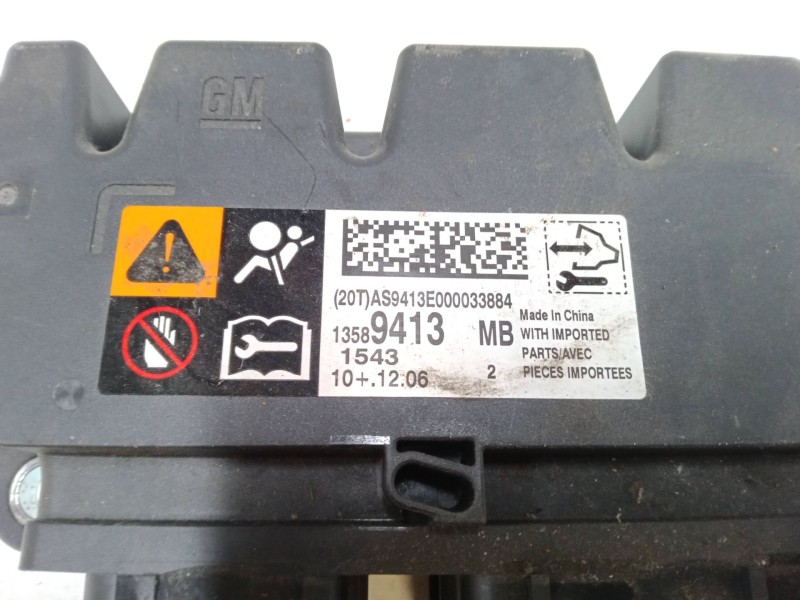 GM
(20T)AS9413E000033884
13589413 MB
1543
10+.12.06 2
Made In China
WITH IMPORTED
PARTS/AVEC
PIECES IMPORTEES